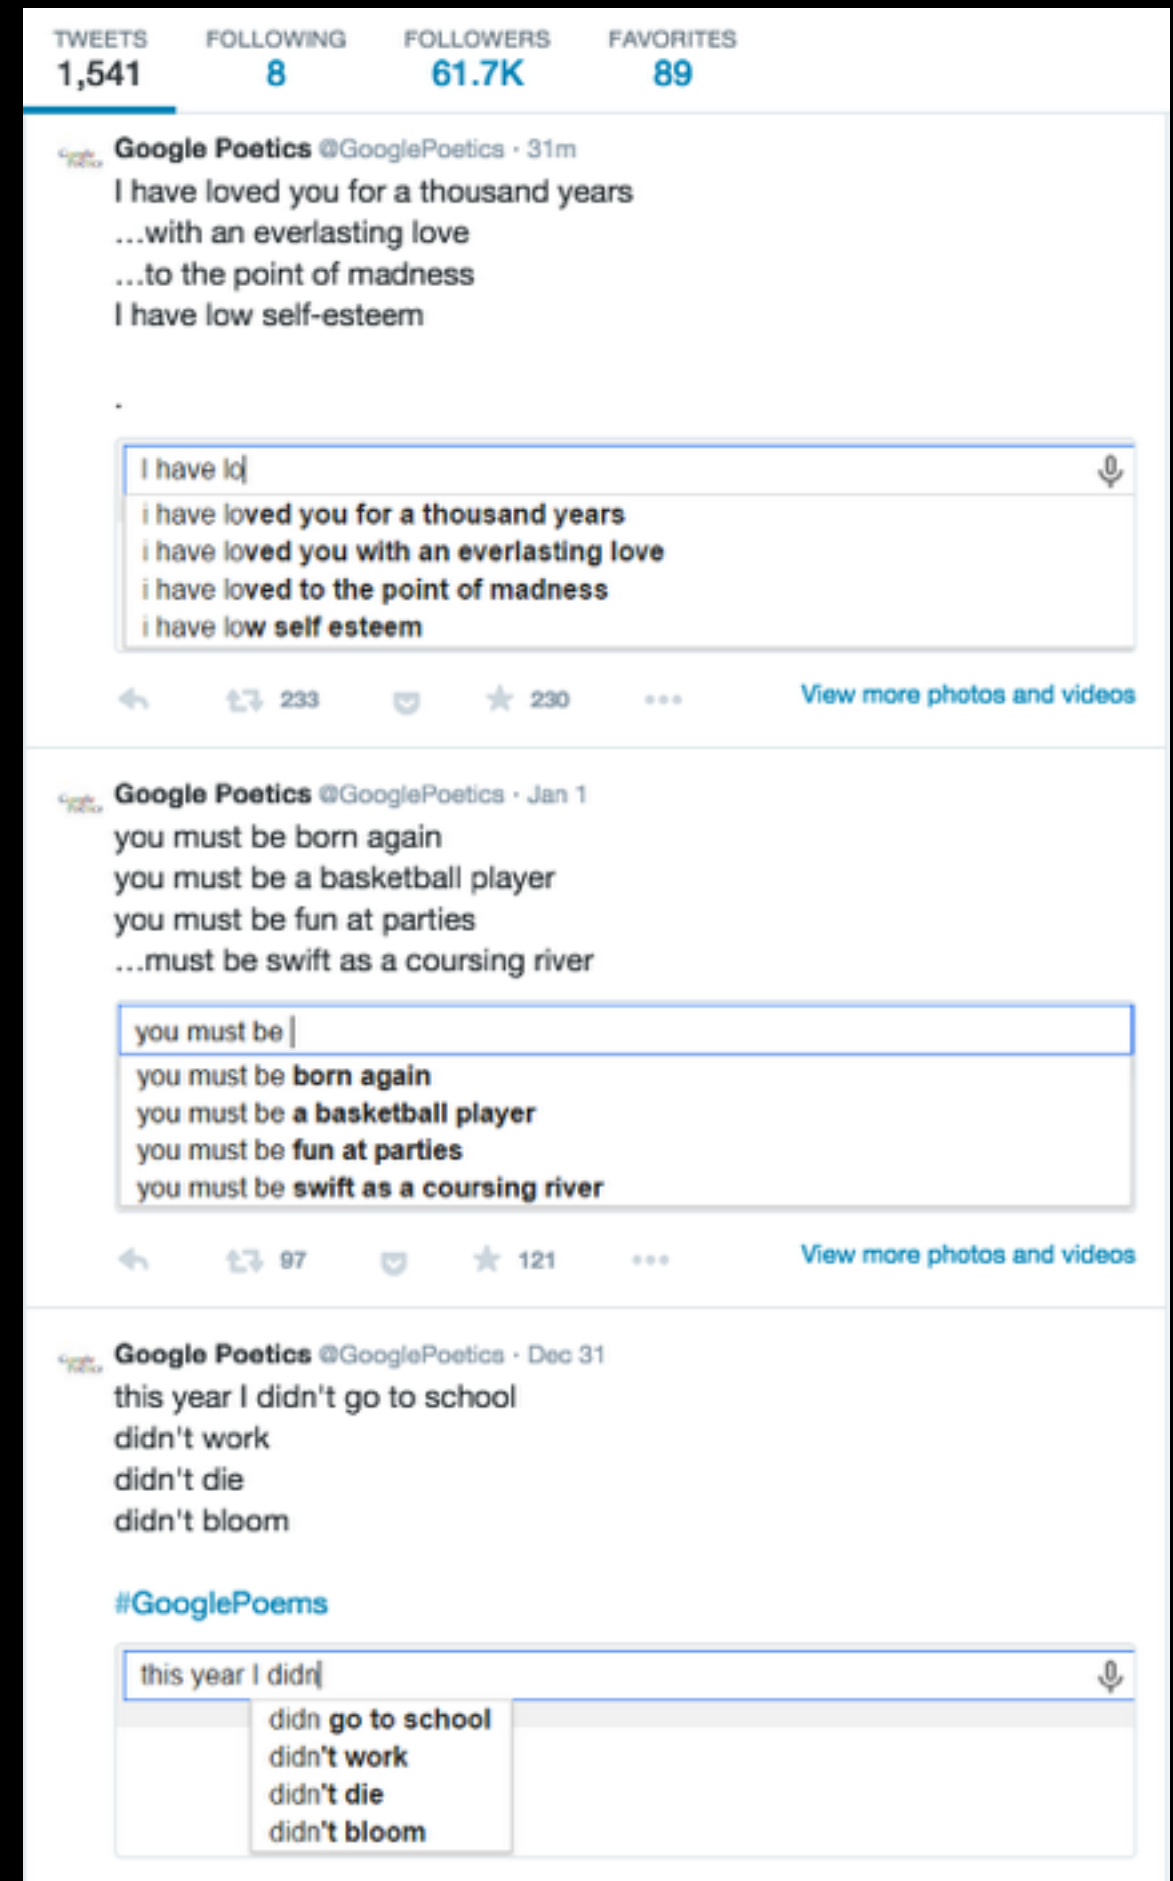 TWEETS FOLLOWING FOLLOWERS FAVORITES
1,541 8 61.7K 89
Google Poetics @GooglePoetics · 31m
I have loved you for a thousand years
...with an everlasting love
...to the point of madness
I have low self-esteem
.
I have lo
i have loved you for a thousand years
i have loved you with an everlasting love
i have loved to the point of madness
i have low self esteem
233 230 View more photos and videos
Google Poetics @GooglePoetics · Jan 1
you must be born again
you must be a basketball player
you must be fun at parties
...must be swift as a coursing river
you must be
you must be born again
you must be a basketball player
you must be fun at parties
you must be swift as a coursing river
97 121 View more photos and videos
Google Poetics @GooglePoetics · Dec 31
this year I didn't go to school
didn't work
didn't die
didn't bloom
#GooglePoems
this year I didn
didn go to school
didn't work
didn't die
didn't bloom